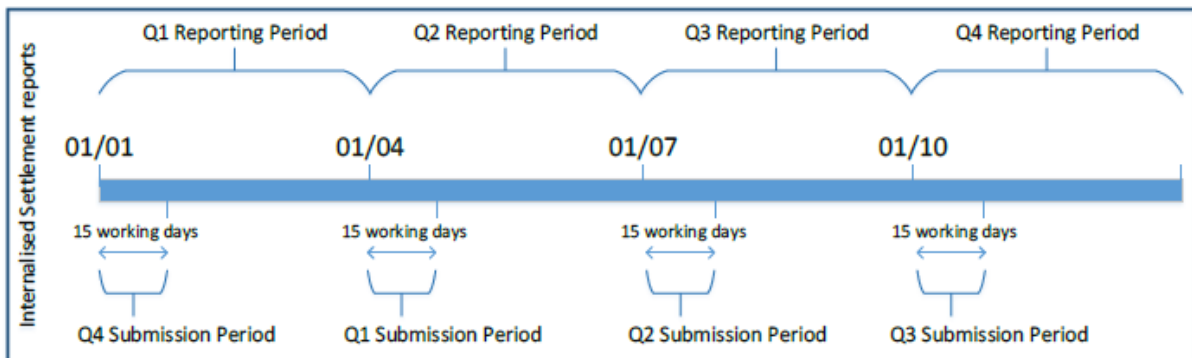 Internalised Settlement reports
Q1 Reporting Period
Q2 Reporting Period
Q3 Reporting Period
Q4 Reporting Period
01/01
01/04
01/07
01/10
15 working days
15 working days
15 working days
15 working days
Q4 Submission Period
Q1 Submission Period
Q2 Submission Period
Q3 Submission Period